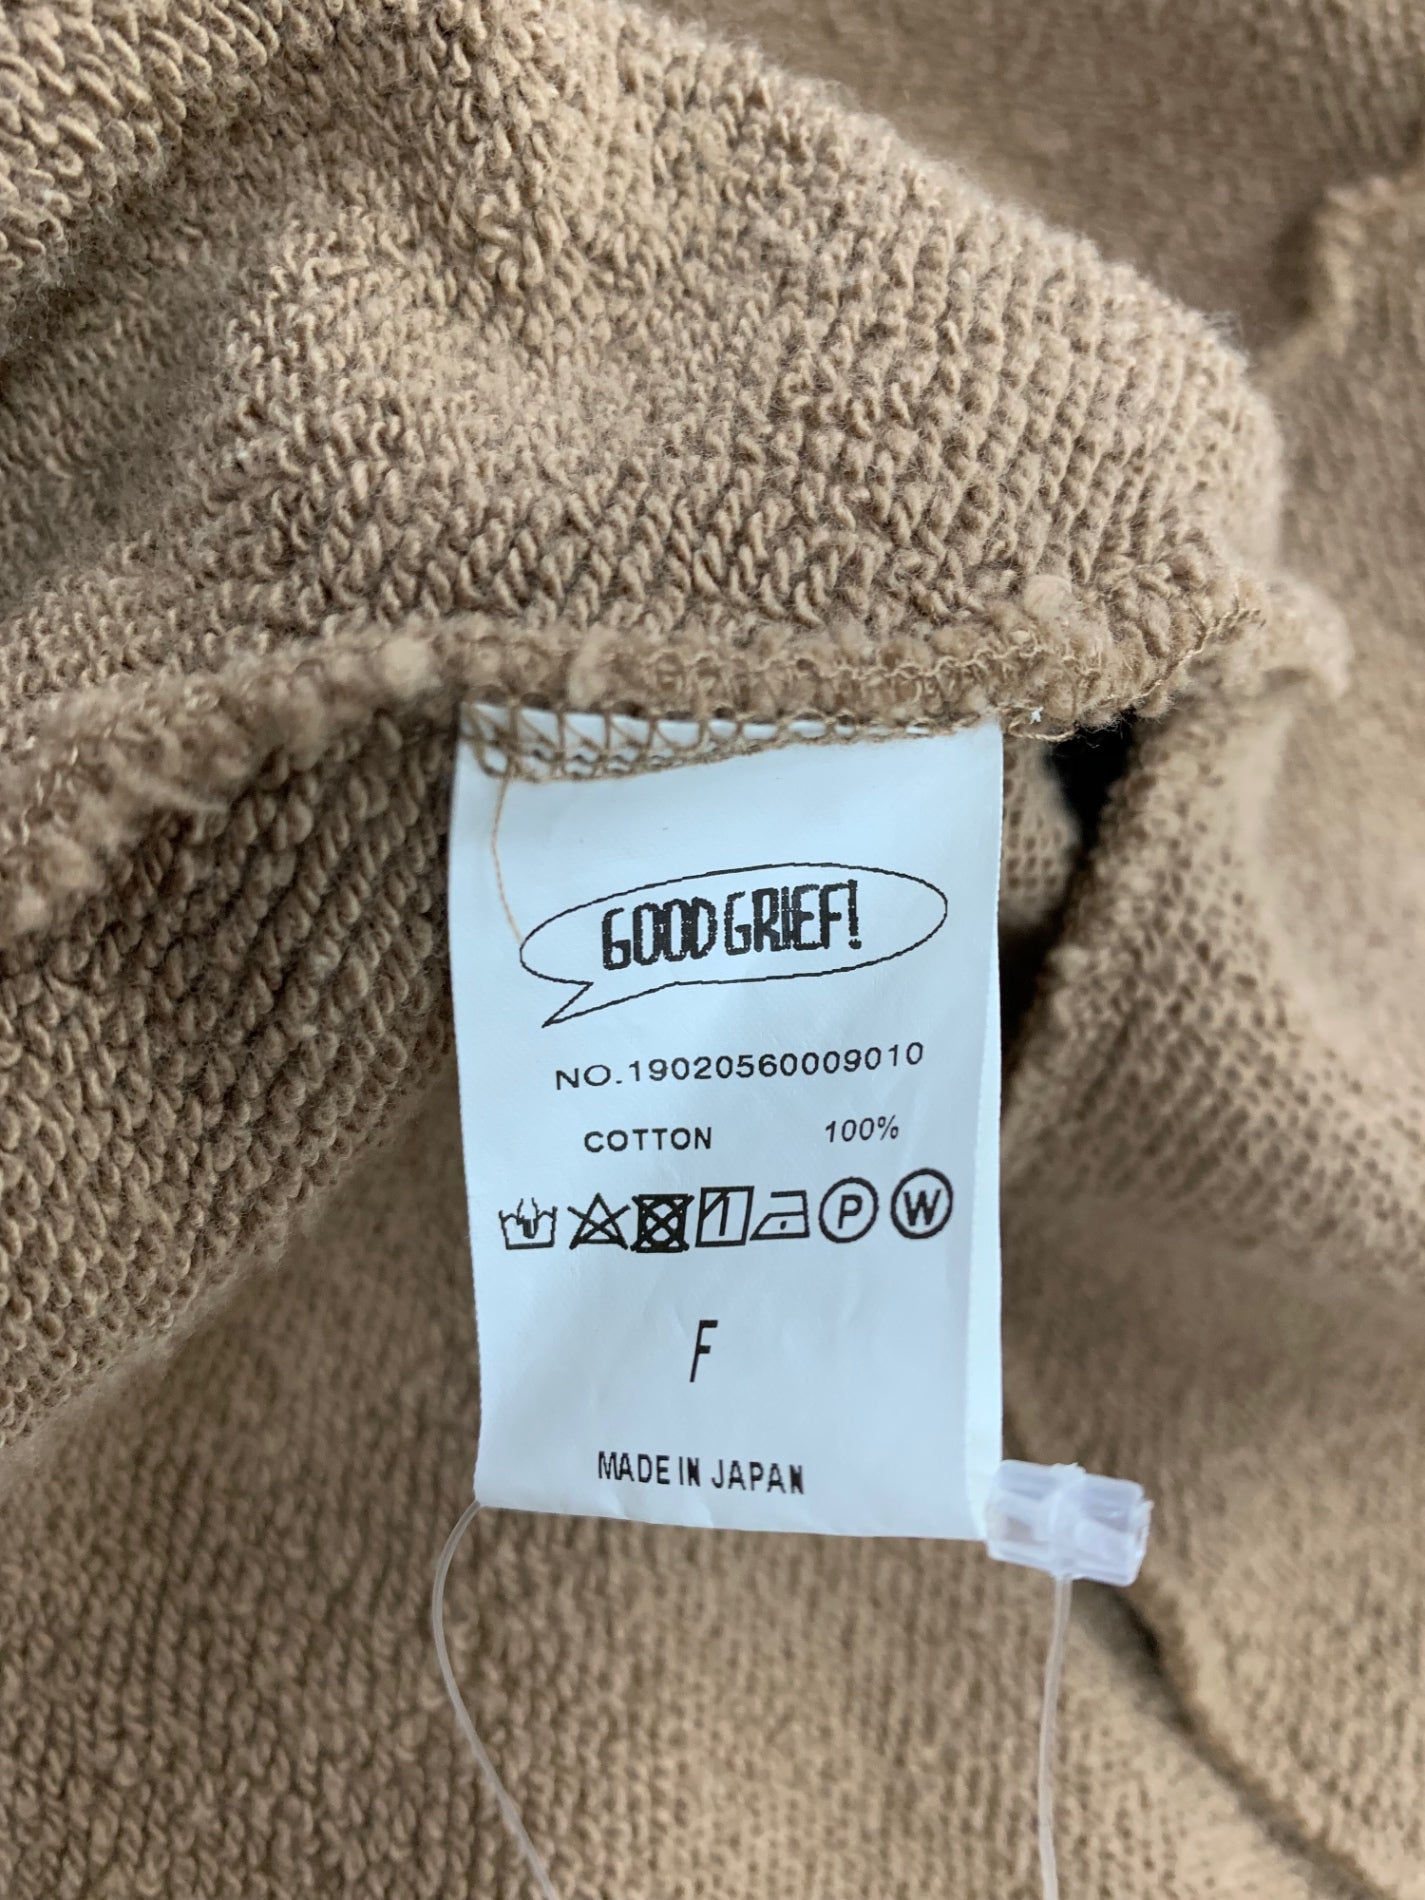 GOOD GRIEF!
NO.19020560009010
COTTON 100%
P W
F
MADE IN JAPAN